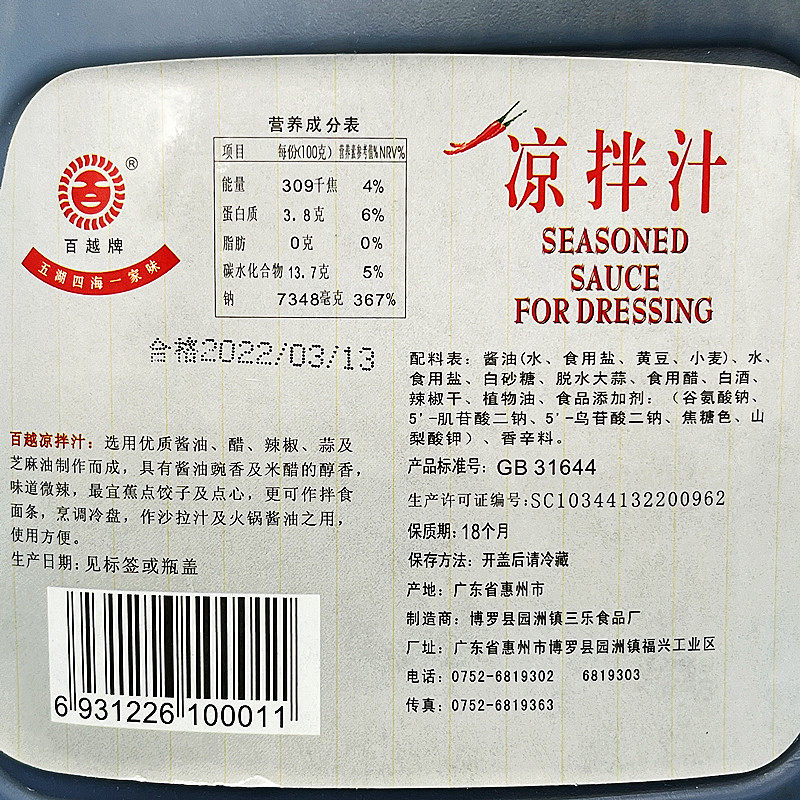 营养成分表
项目 每份(100克) 营养素参考值%NRV%
能量 309千焦 4%
蛋白质 3.8克 6%
脂肪 0克 0%
碳水化合物 13.7克 5%
钠 7348毫克 367%
®
百越牌
五湖四海一家味
合格2022/03/13
凉拌汁
SEASONED
SAUCE
FOR DRESSING
百越凉拌汁：选用优质酱油、醋、辣椒、蒜及
芝麻油制作而成，具有酱油豌香及米醋的醇香，
味道微辣，最宜蕉点饺子及点心，更可作拌食
面条，烹调冷盘，作沙拉汁及火锅酱油之用，
使用方便。
生产日期：见标签或瓶盖
6 931226 100011
配料表：酱油(水、食用盐、黄豆、小麦)、水、
食用盐、白砂糖、脱水大蒜、食用醋、白酒、
辣椒干、植物油、食品添加剂：（谷氨酸钠、
5'-肌苷酸二钠、5'-鸟苷酸二钠、焦糖色、山
梨酸钾）、香辛料。
产品标准号：GB 31644
生产许可证编号:SC10344132200962
保质期：18个月
保存方法：开盖后请冷藏
产地：广东省惠州市
制造商：博罗县园洲镇三乐食品厂
厂址：广东省惠州市博罗县园洲镇福兴工业区
电话：0752-6819302 6819303
传真：0752-6819363